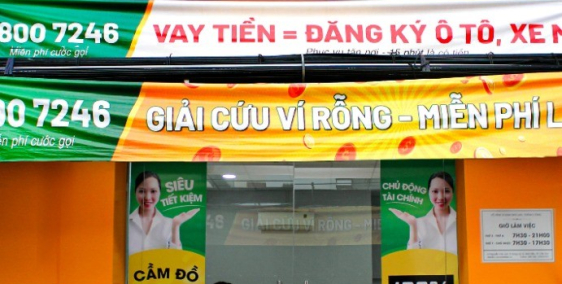 800 7246
VAY TIỀN = ĐĂNG KÝ Ô TÔ, XE
Miễn phí cước gọi
00 7246
GIẢI CỨU VÍ RỖNG - MIỄN PHÍ
n phí cước gọi
SIÊU
TIẾT KIỆM
CHỦ ĐỘNG
TÀI CHÍNH
GIẢI CỨU VÍ RỖNG - MIỄ
GIỜ LÀM VIỆC
7H30 - 21H00
7H30 - 17H30
CẦM ĐỒ